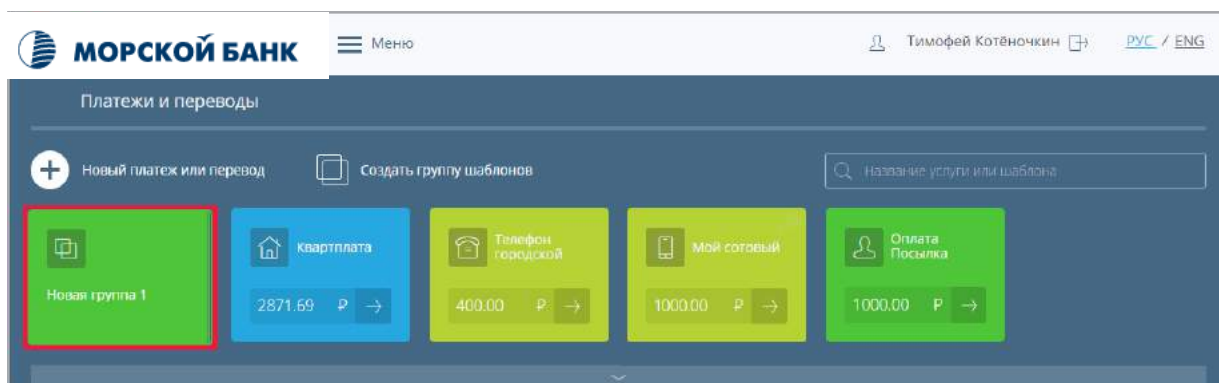 МОРСКОЙ БАНК
Меню
Тимофей Котёночкин
РУС / ENG
Платежи и переводы
Новый платеж или перевод
Создать группу шаблонов
Название услуги или шаблона
Новая группа 1
Квартплата
2871.69 ₽
Телефон
городской
400.00 ₽
Мой сотовый
1000.00 ₽
Оплата
Посылка
1000.00 ₽